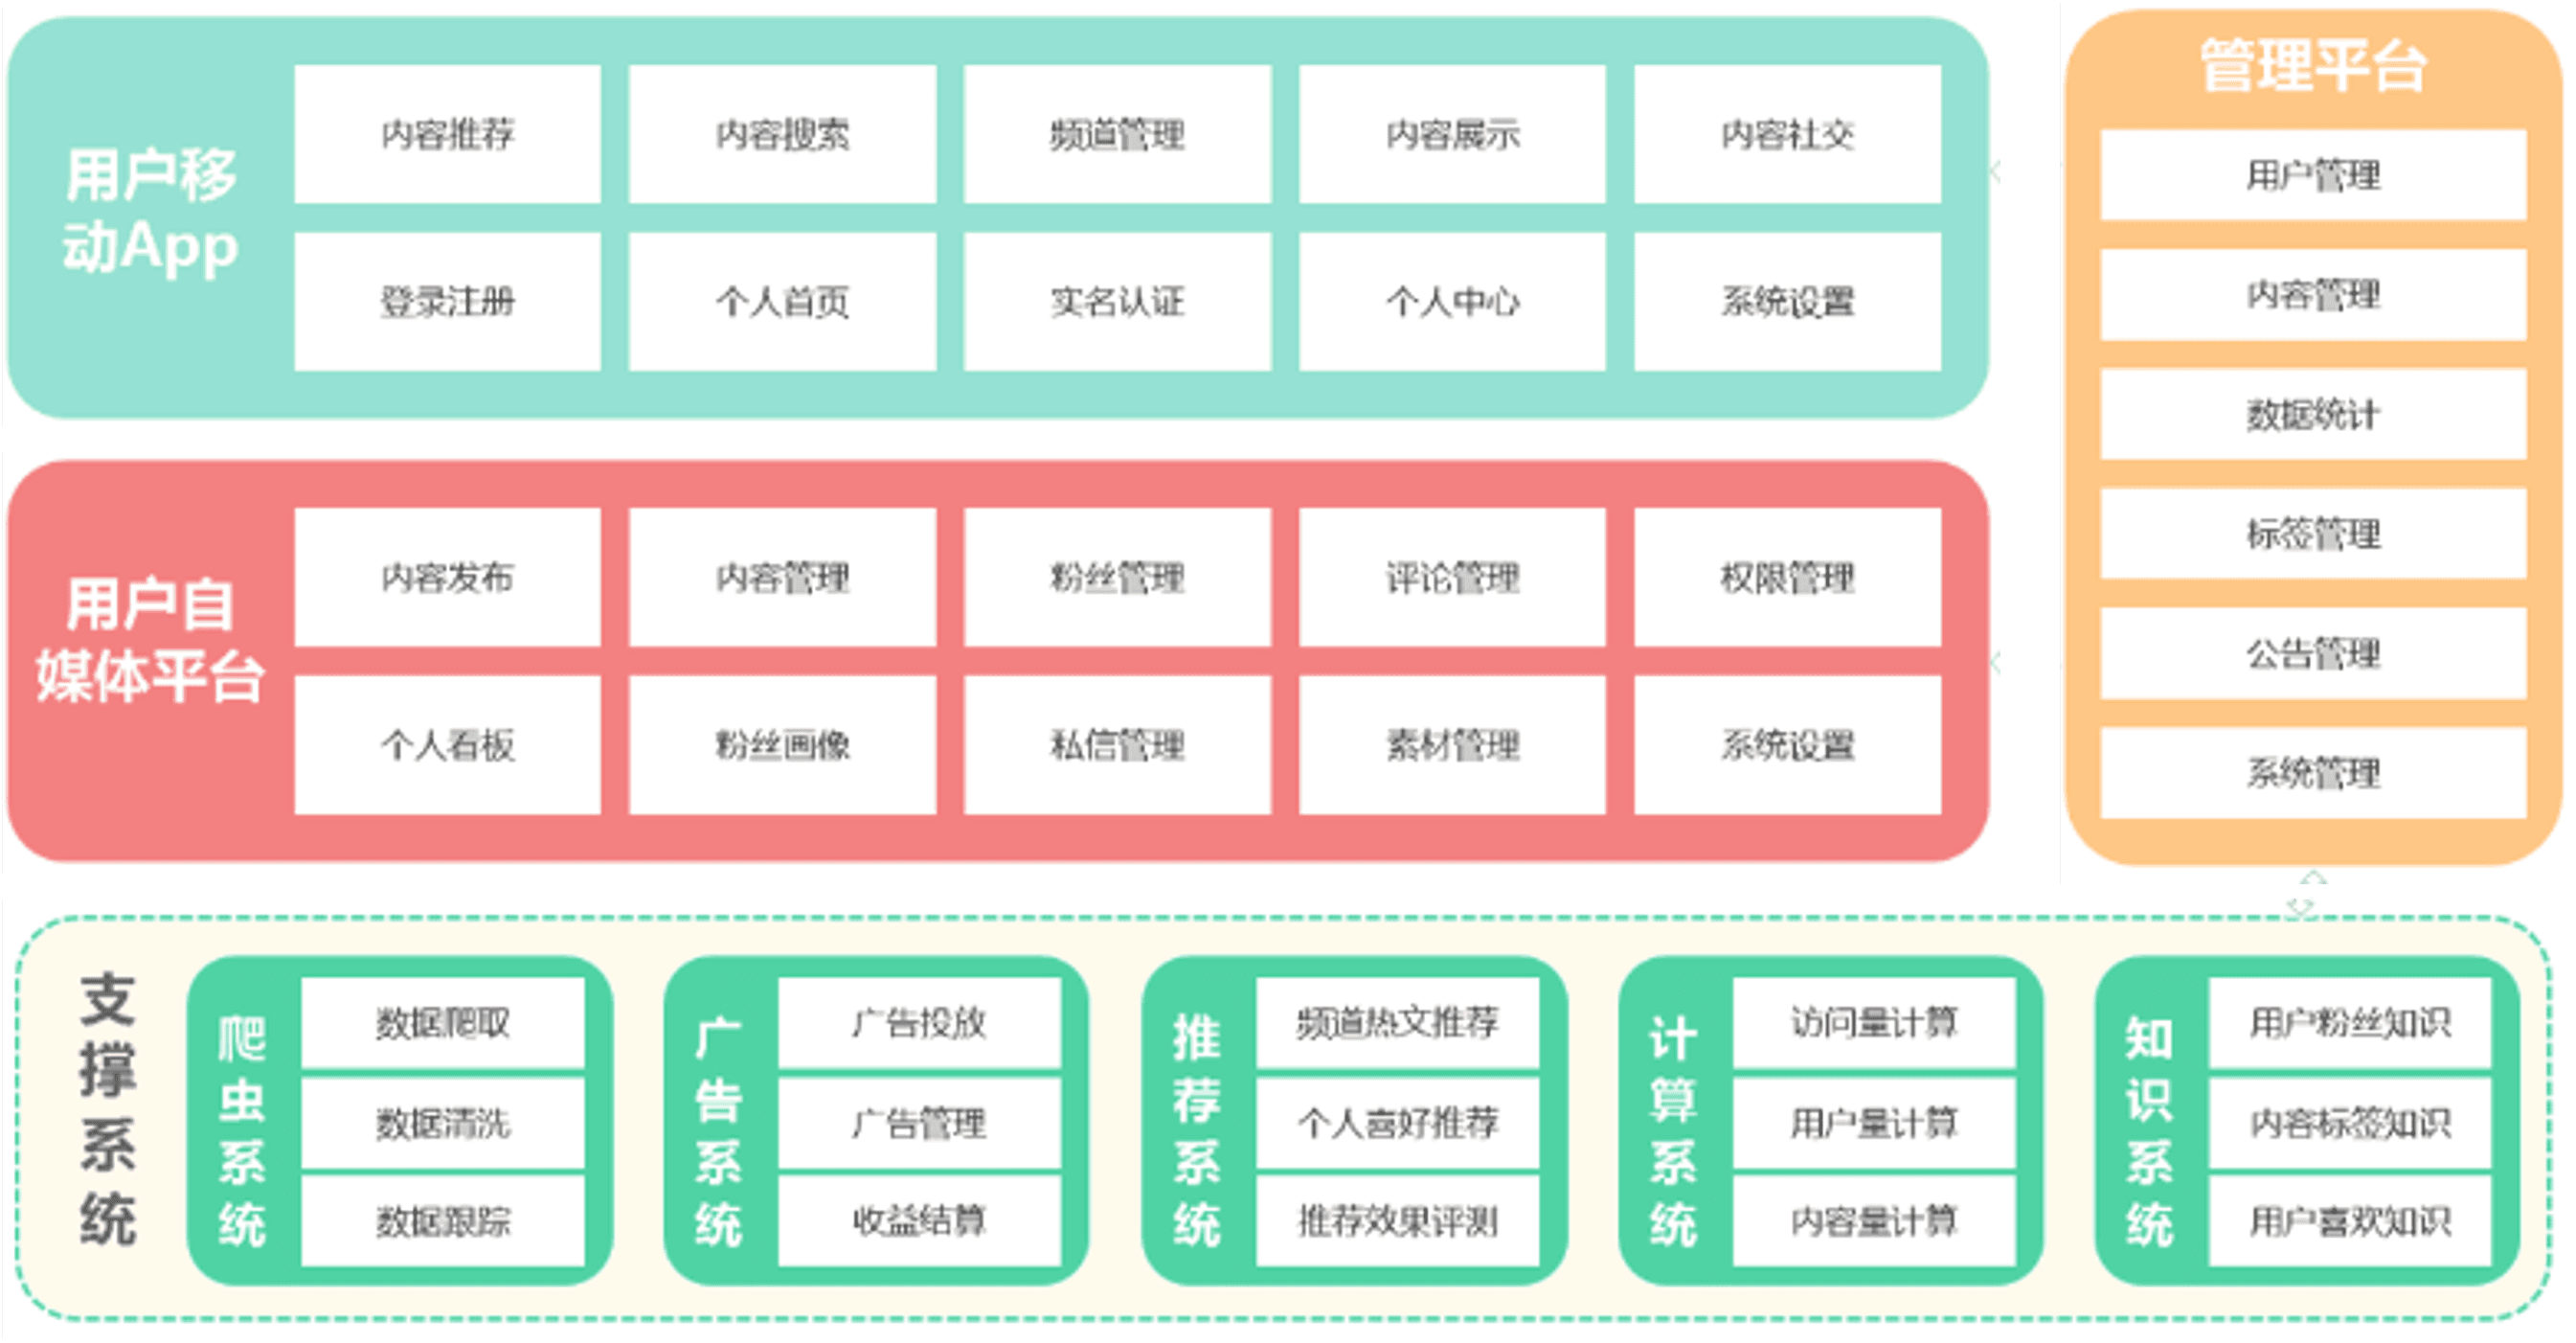 用户移
动App
内容推荐
内容搜索
频道管理
内容展示
内容社交
登录注册
个人首页
实名认证
个人中心
系统设置
用户自
媒体平台
内容发布
内容管理
粉丝管理
评论管理
权限管理
个人看板
粉丝画像
私信管理
素材管理
系统设置
管理平台
用户管理
内容管理
数据统计
标签管理
公告管理
系统管理
支撑系统
爬虫系统
数据爬取
数据清洗
数据跟踪
广告系统
广告投放
广告管理
收益结算
推荐系统
频道热文推荐
个人喜好推荐
推荐效果评测
计算系统
访问量计算
用户量计算
内容量计算
知识系统
用户粉丝知识
内容标签知识
用户喜欢知识